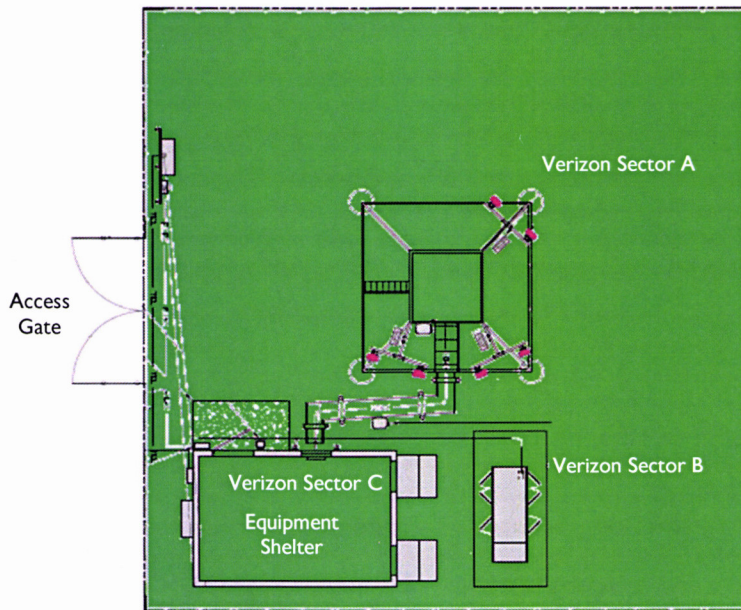 Verizon Sector A
Access
Gate
Verizon Sector B
Verizon Sector C
Equipment
Shelter